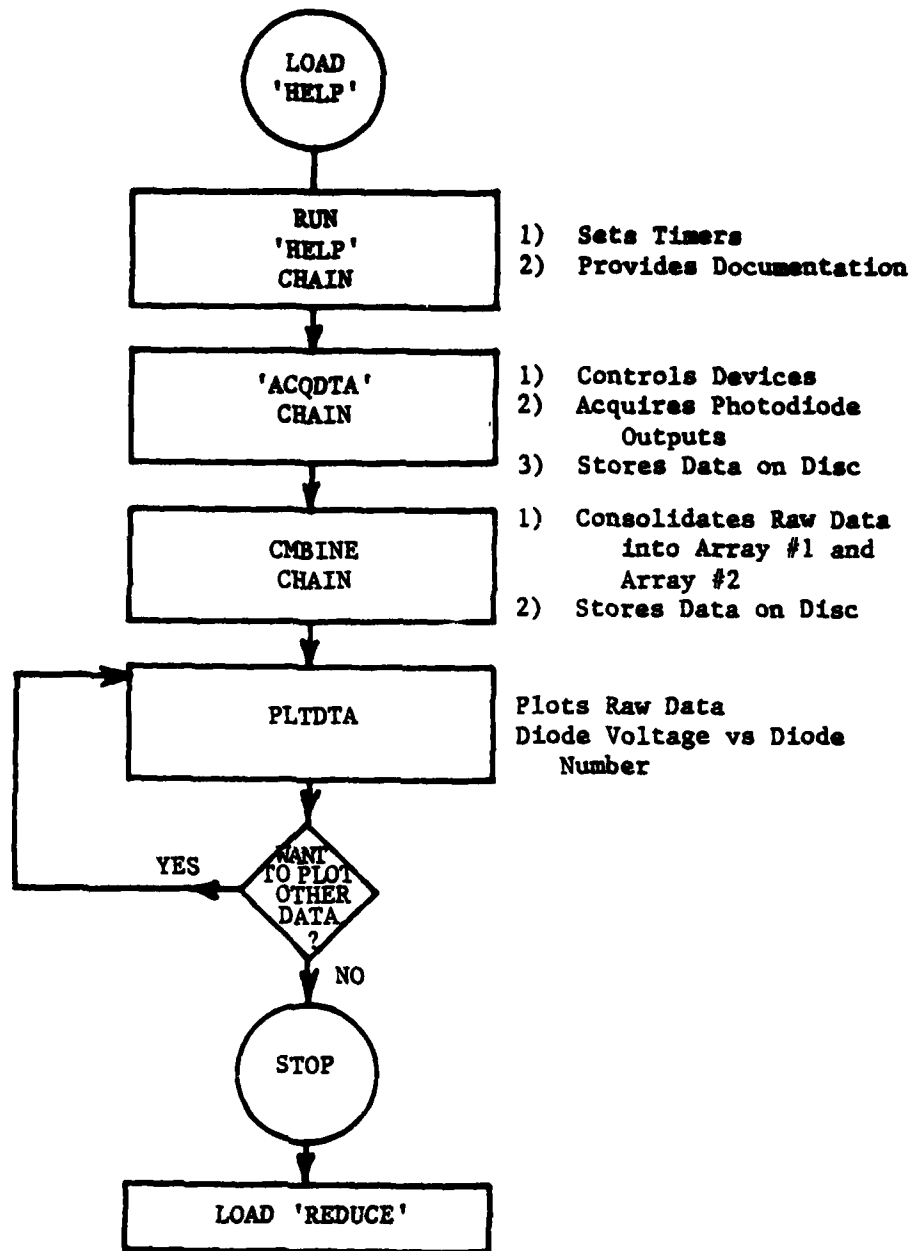 LOAD
'HELP'
RUN
'HELP'
CHAIN
1) Sets Timers
2) Provides Documentation
'ACQDTA'
CHAIN
1) Controls Devices
2) Acquires Photodiode
Outputs
3) Stores Data on Disc
CMBINE
CHAIN
1) Consolidates Raw Data
into Array #1 and
Array #2
2) Stores Data on Disc
PLTDTA
Plots Raw Data
Diode Voltage vs Diode
Number
WANT
TO PLOT
OTHER
DATA
?
YES
NO
STOP
LOAD 'REDUCE'